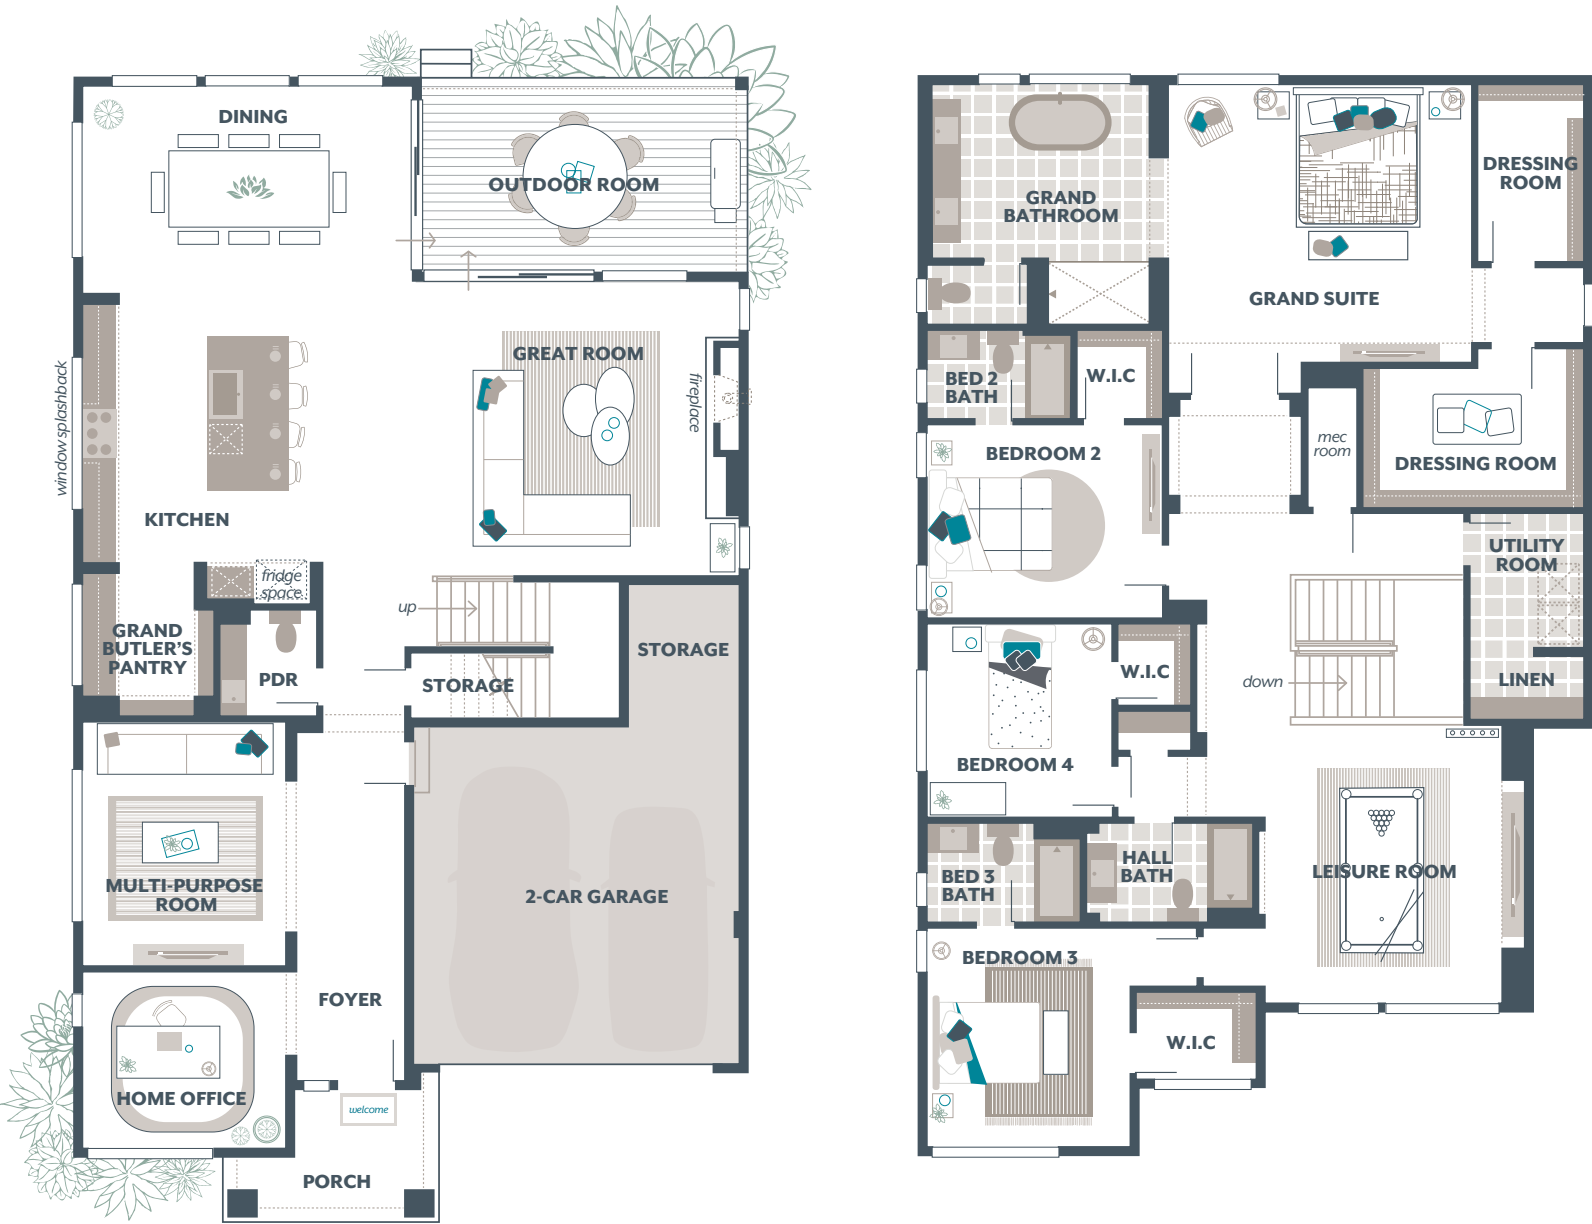 DINING
OUTDOOR ROOM
GREAT ROOM
window splashback
fireplace
KITCHEN
fridge
space
up
GRAND
BUTLER'S
PANTRY
PDR
STORAGE
STORAGE
MULTI-PURPOSE
ROOM
2-CAR GARAGE
FOYER
HOME OFFICE
welcome
PORCH
DRESSING
ROOM
GRAND
BATHROOM
GRAND SUITE
BED 2
BATH
W.I.C
BEDROOM 2
mec
room
DRESSING ROOM
UTILITY
ROOM
W.I.C
down
LINEN
BEDROOM 4
HALL
BATH
BED 3
BATH
LEISURE ROOM
BEDROOM 3
W.I.C